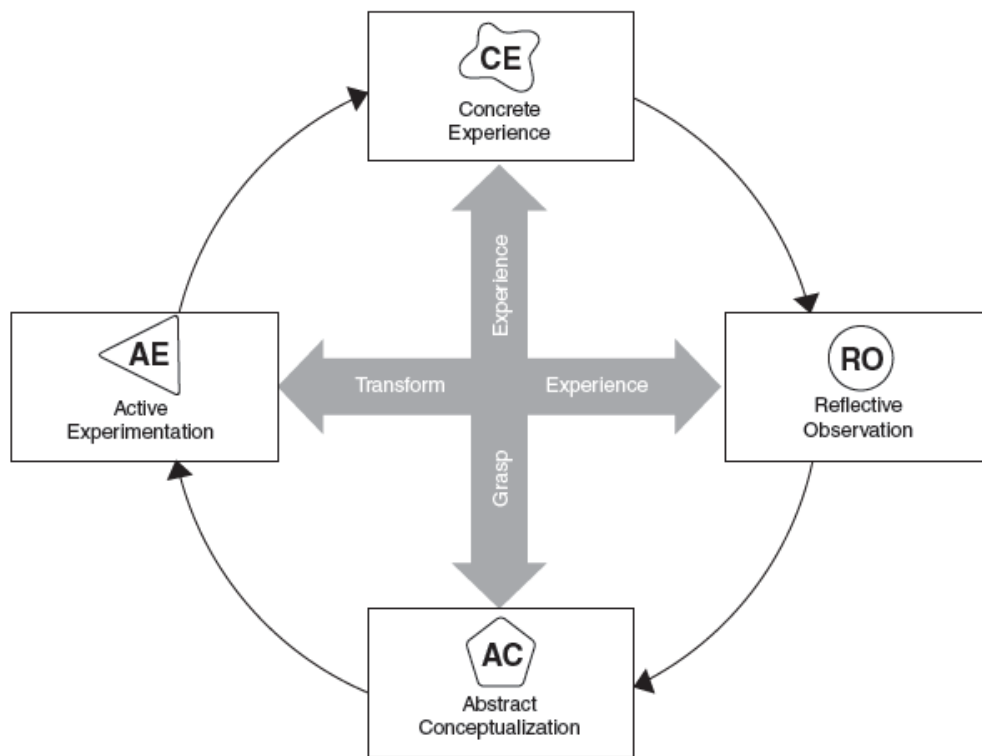 CE
Concrete
Experience
Experience
AE
Active
Experimentation
Transform
Experience
RO
Reflective
Observation
Grasp
AC
Abstract
Conceptualization